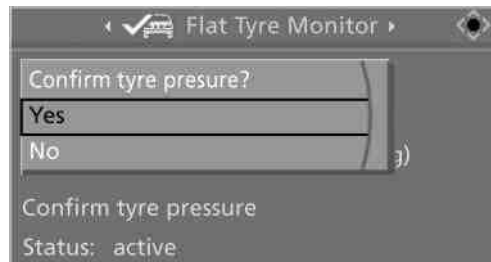 Flat Tyre Monitor
Confirm tyre presure?
Yes
No
g)
Confirm tyre pressure
Status: active